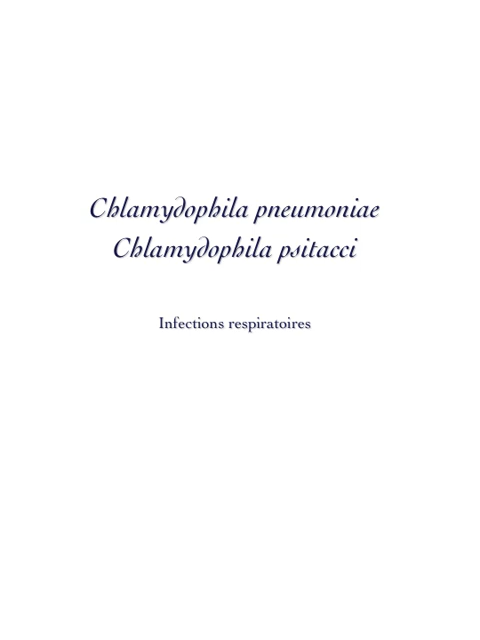 Chlamydophila pneumoniae
Chlamydophila psitacci
Infections respiratoires